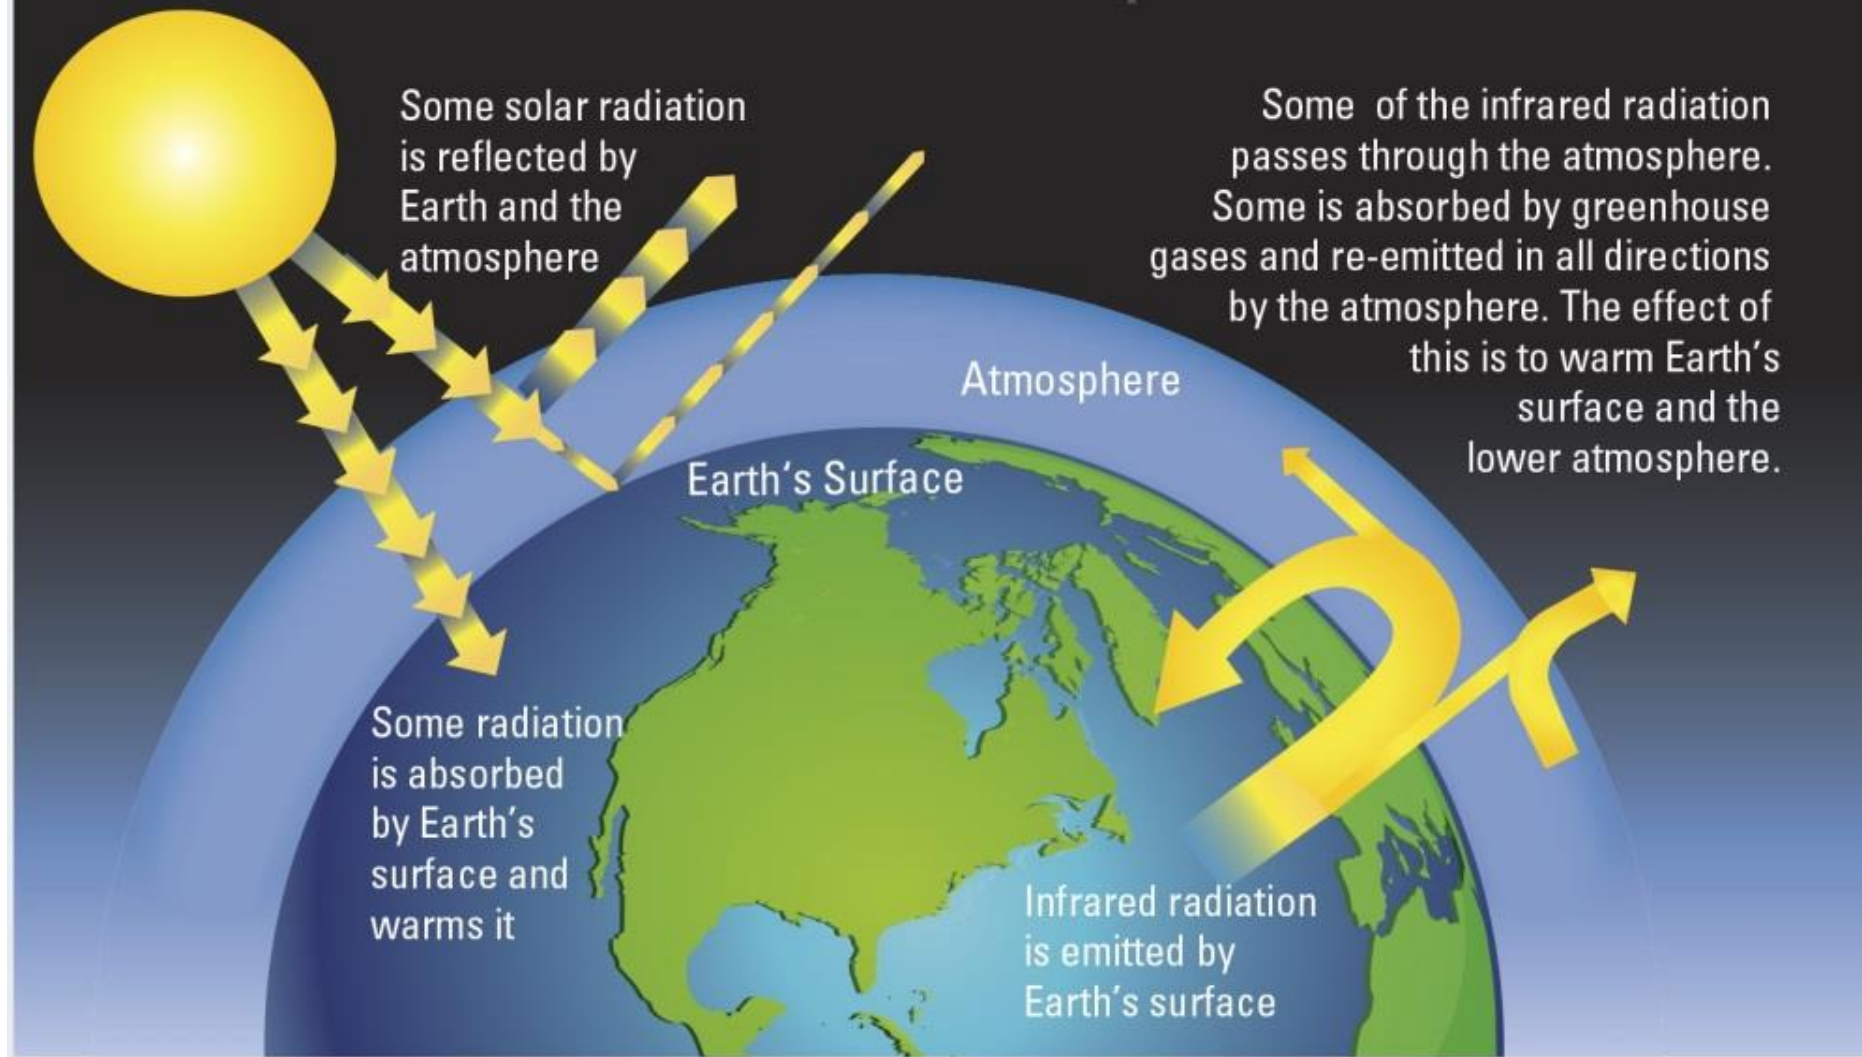 Some solar radiation
is reflected by
Earth and the
atmosphere
Some of the infrared radiation
passes through the atmosphere.
Some is absorbed by greenhouse
gases and re-emitted in all directions
by the atmosphere. The effect of
this is to warm Earth's
surface and the
lower atmosphere.
Atmosphere
Earth‘s Surface
Some radiation
is absorbed
by Earth's
surface and
warms it
Infrared radiation
is emitted by
Earth's surface